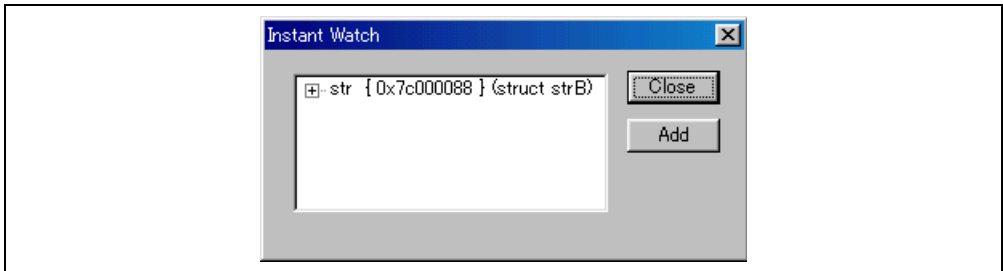 Instant Watch
str { 0x7c000088 } (struct strB)
Close
Add